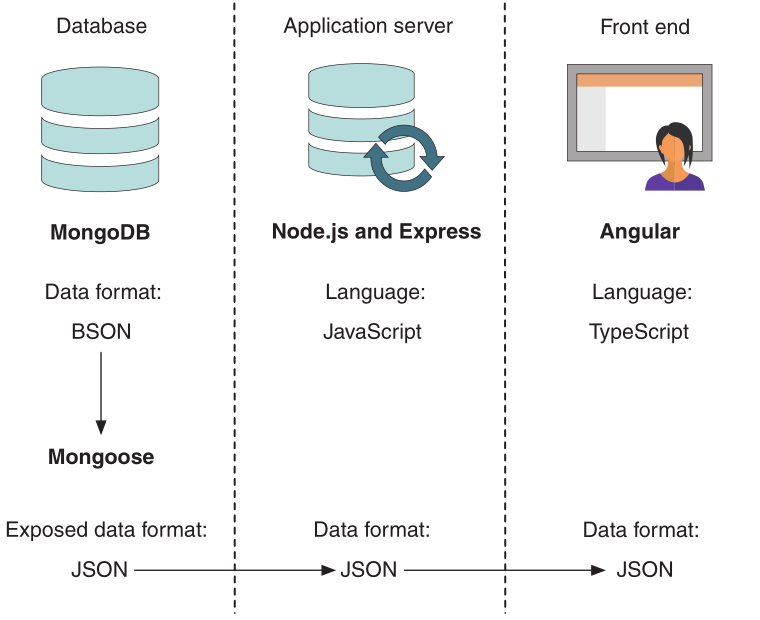 Database
Application server
Front end
MongoDB
Node.js and Express
Angular
Data format:
Language:
Language:
BSON
JavaScript
TypeScript
Mongoose
Exposed data format:
Data format:
Data format:
JSON
JSON
JSON